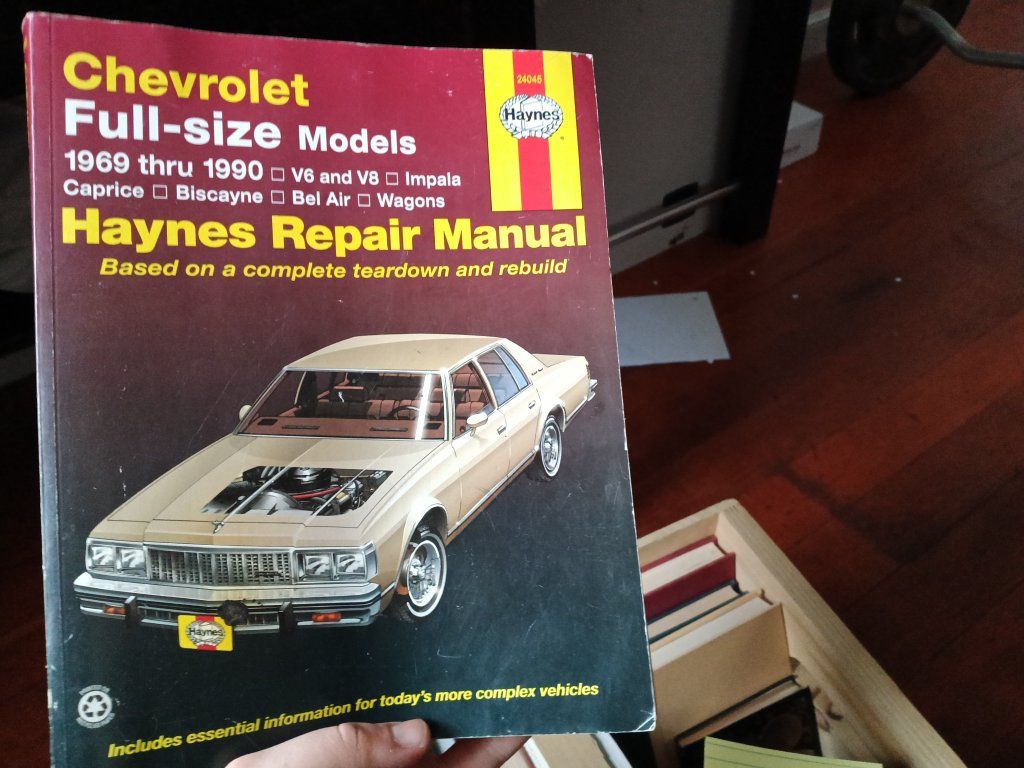 Chevrolet
Full-size Models
1969 thru 1990 □ V6 and V8 □ Impala
Caprice □ Biscayne □ Bel Air □ Wagons
Haynes Repair Manual
Based on a complete teardown and rebuild
24045
Haynes
Haynes
Includes essential information for today's more complex vehicles